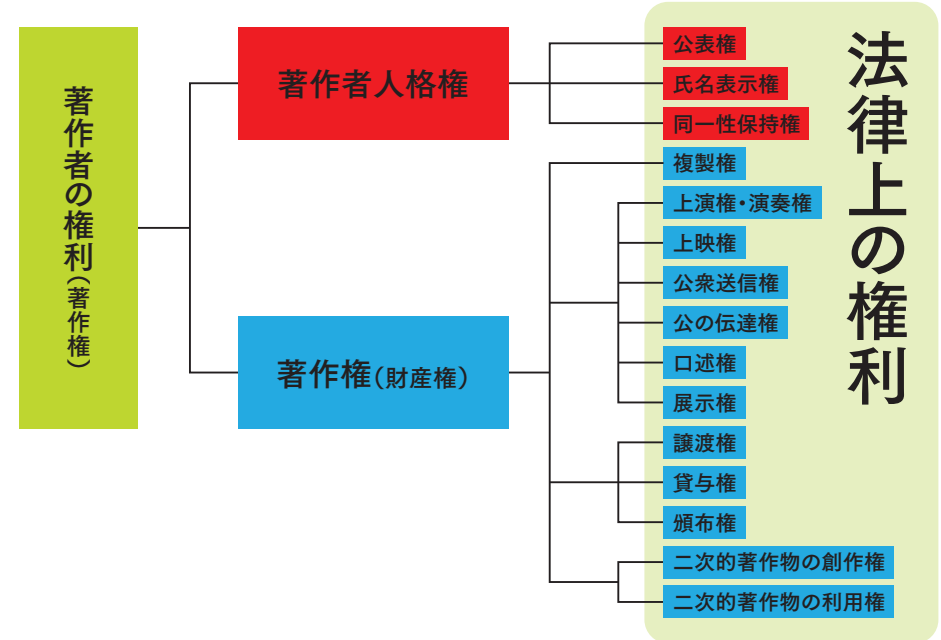 著作者の権利(著作権)
著作者人格権
著作権(財産権)
法律上の権利
公表権
氏名表示権
同一性保持権
複製権
上演権・演奏権
上映権
公衆送信権
公の伝達権
口述権
展示権
譲渡権
貸与権
頒布権
二次的著作物の創作権
二次的著作物の利用権